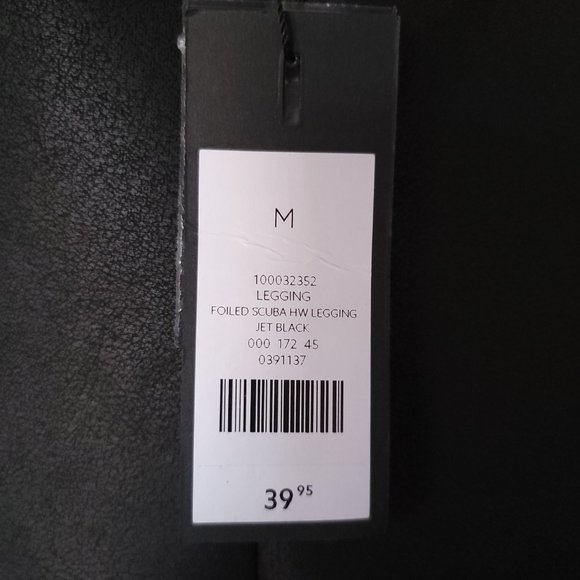 M
100032352
LEGGING
FOILED SCUBA HW LEGGING
JET BLACK
000 172 45
0391137
39 95